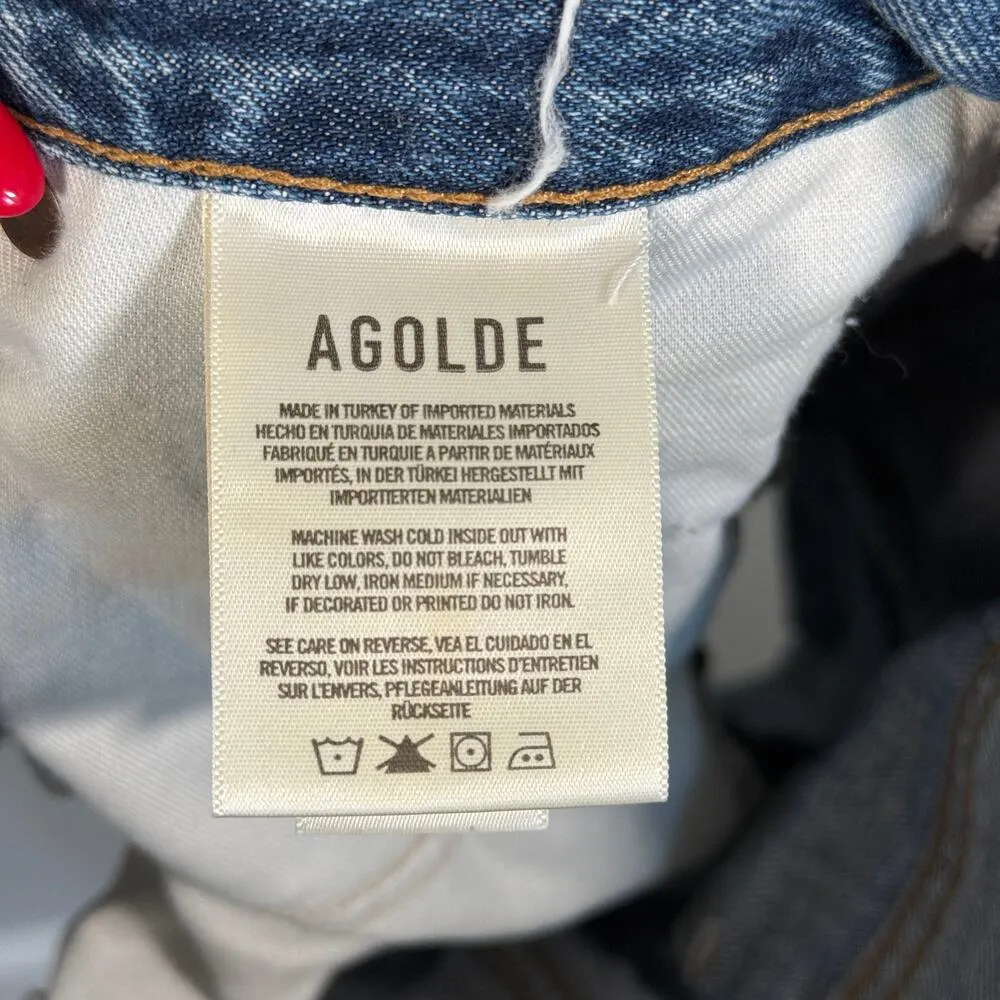 AGOLDE
MADE IN TURKEY OF IMPORTED MATERIALS
HECHO EN TURQUIA DE MATERIALES IMPORTADOS
FABRIQUÉ EN TURQUIE A PARTIR DE MATÉRIAUX
IMPORTÉS, IN DER TÜRKEI HERGESTELLT MIT
IMPORTIERTEN MATERIALIEN
MACHINE WASH COLD INSIDE OUT WITH
LIKE COLORS, DO NOT BLEACH, TUMBLE
DRY LOW, IRON MEDIUM IF NECESSARY,
IF DECORATED OR PRINTED DO NOT IRON.
SEE CARE ON REVERSE, VEA EL CUIDADO EN EL
REVERSO, VOIR LES INSTRUCTIONS D'ENTRETIEN
SUR L'ENVERS, PFLEGEANLEITUNG AUF DER
RÜCKSEITE